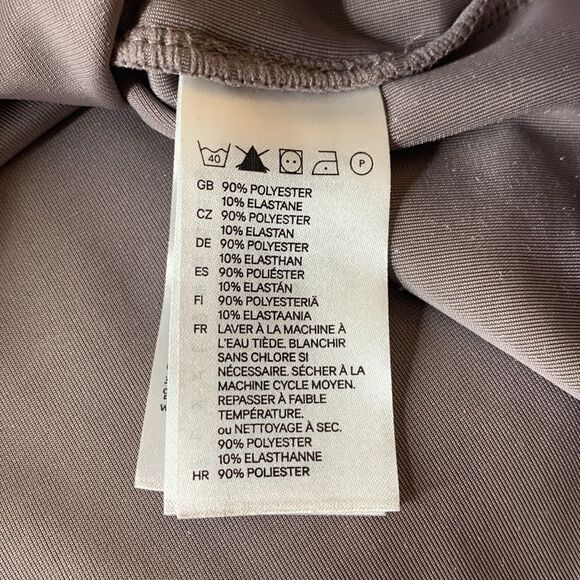 40 P
GB 90% POLYESTER
10% ELASTANE
CZ 90% POLYESTER
10% ELASTAN
DE 90% POLYESTER
10% ELASTHAN
ES 90% POLIÉSTER
10% ELASTÁN
FI 90% POLYESTERIÄ
10% ELASTAANIA
FR LAVER À LA MACHINE À
L'EAU TIÈDE. BLANCHIR
SANS CHLORE SI
NÉCESSAIRE. SÉCHER À LA
MACHINE CYCLE MOYEN.
REPASSER À FAIBLE
TEMPÉRATURE.
ou NETTOYAGE À SEC.
90% POLYESTER
10% ELASTHANNE
HR 90% POLIESTER